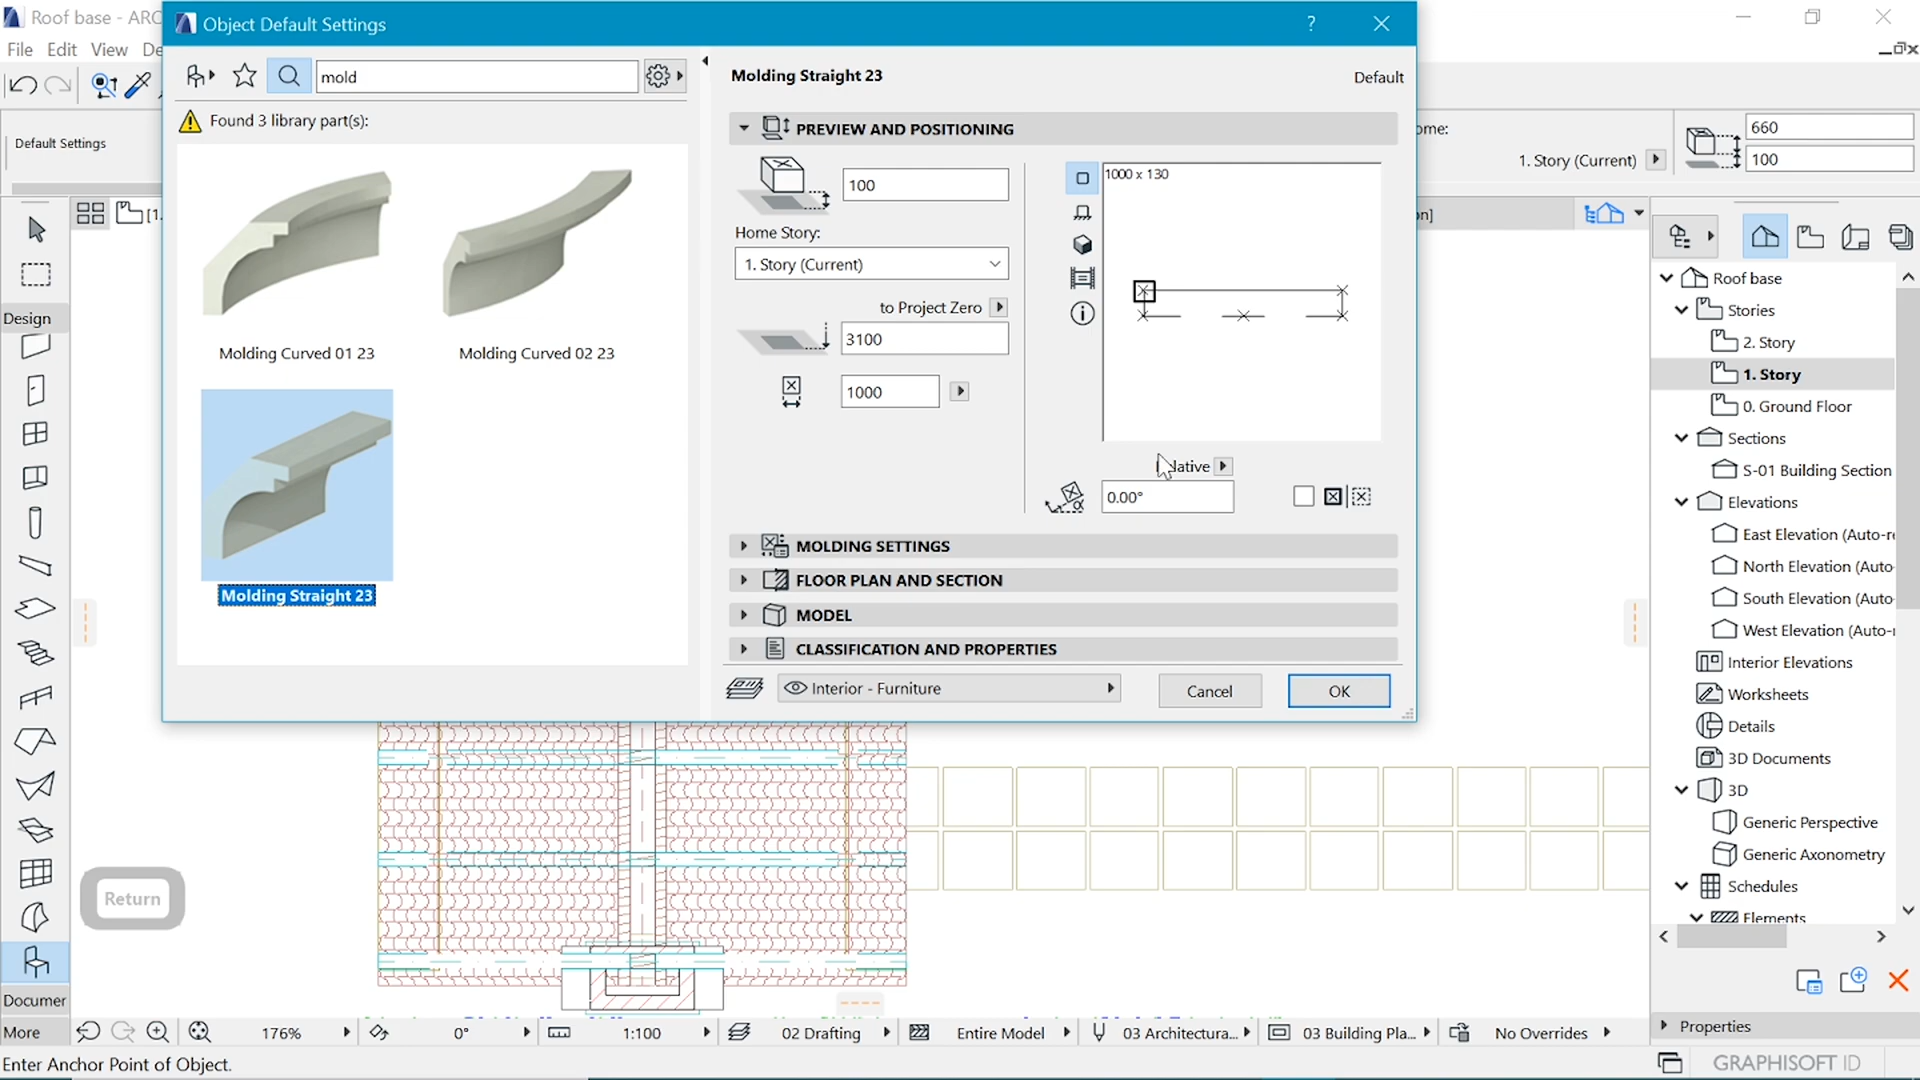 Roof base - ARC
Object Default Settings
?
File Edit View De
mold
Found 3 library part(s):
Molding Curved 01 23
Molding Curved 02 23
Molding Straight 23
Molding Straight 23
Default
PREVIEW AND POSITIONING
100
Home Story:
1. Story (Current)
to Project Zero
3100
1000
1000 x 130
0.00°
MOLDING SETTINGS
FLOOR PLAN AND SECTION
MODEL
CLASSIFICATION AND PROPERTIES
Interior - Furniture
Cancel
OK
Default Settings
ome:
1. Story (Current)
660
100
[1.
on]
Design
Documer
More
Return
Roof base
Stories
2. Story
1. Story
0. Ground Floor
Sections
S-01 Building Section
Elevations
East Elevation (Auto-re
North Elevation (Auto
South Elevation (Auto
West Elevation (Auto-r
Interior Elevations
Worksheets
Details
3D Documents
3D
Generic Perspective
Generic Axonometry
Schedules
Elements
Properties
176%
0°
1:100
02 Drafting
Entire Model
03 Architectura...
03 Building Pla...
No Overrides
Enter Anchor Point of Object.
GRAPHISOFT ID